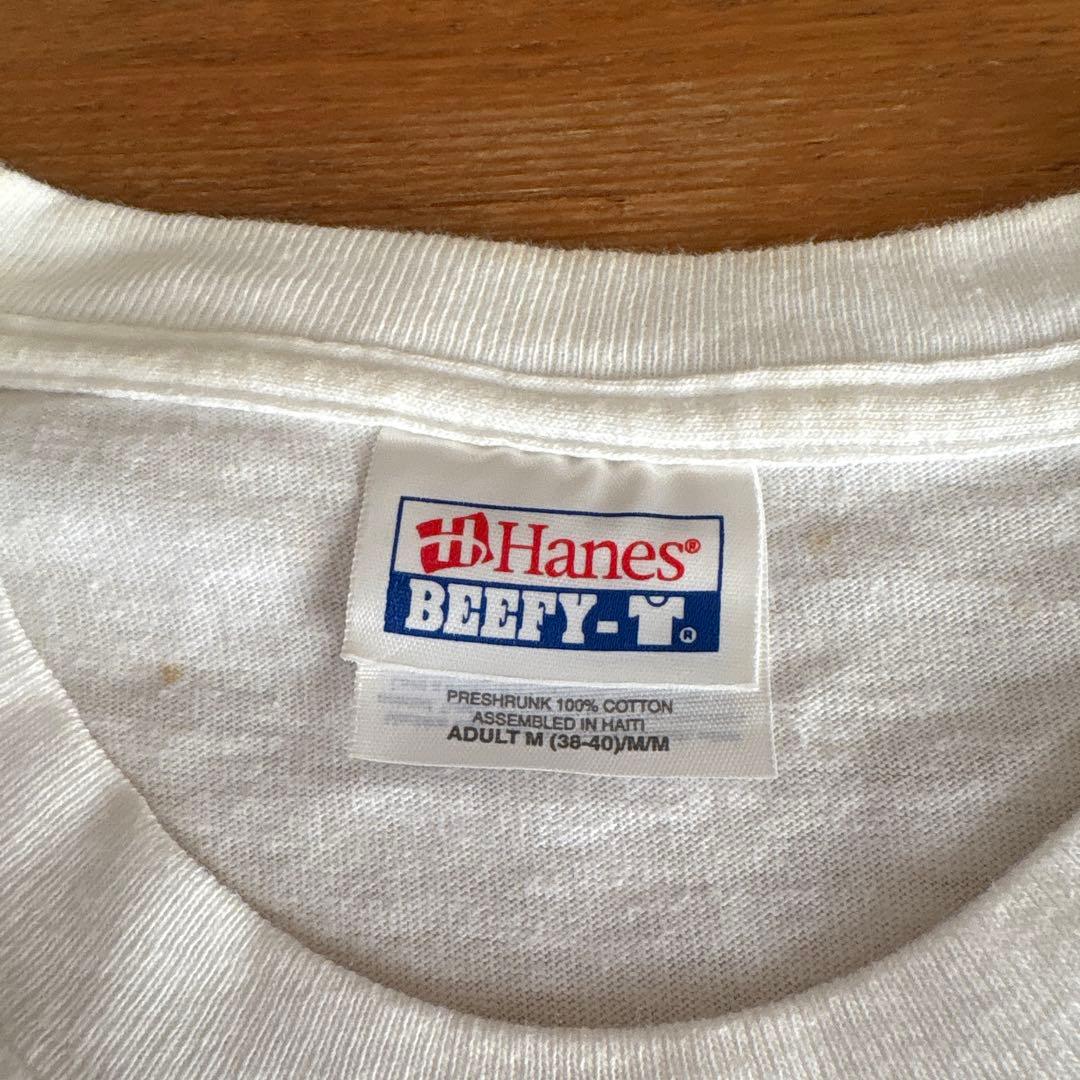 Hanes®
BEEFY-T®
PRESHRUNK 100% COTTON
ASSEMBLED IN HAITI
ADULT M (38-40)/M/M